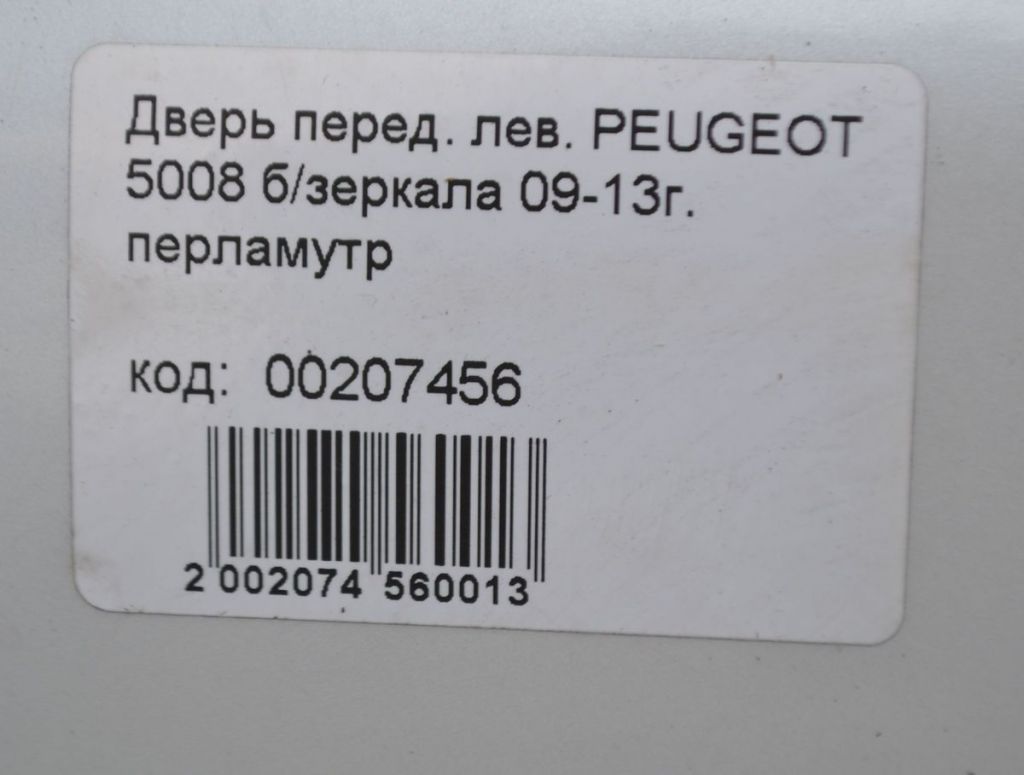 Дверь перед. лев. PEUGEOT
5008 б/зеркала 09-13г.
перламутр
код: 00207456
2 002074 560013